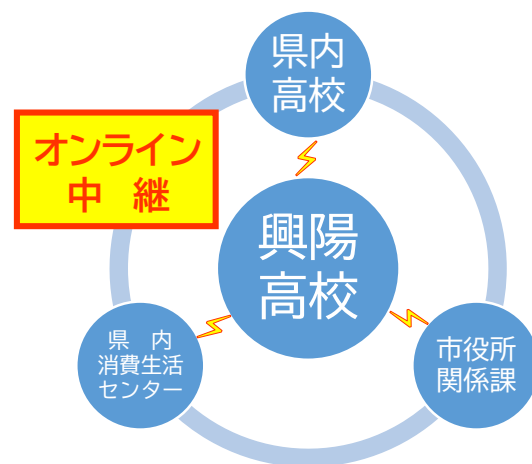 県内
高校
オンライン
中　継
興陽
高校
県　内
消費生活
センター
市役所
関係課